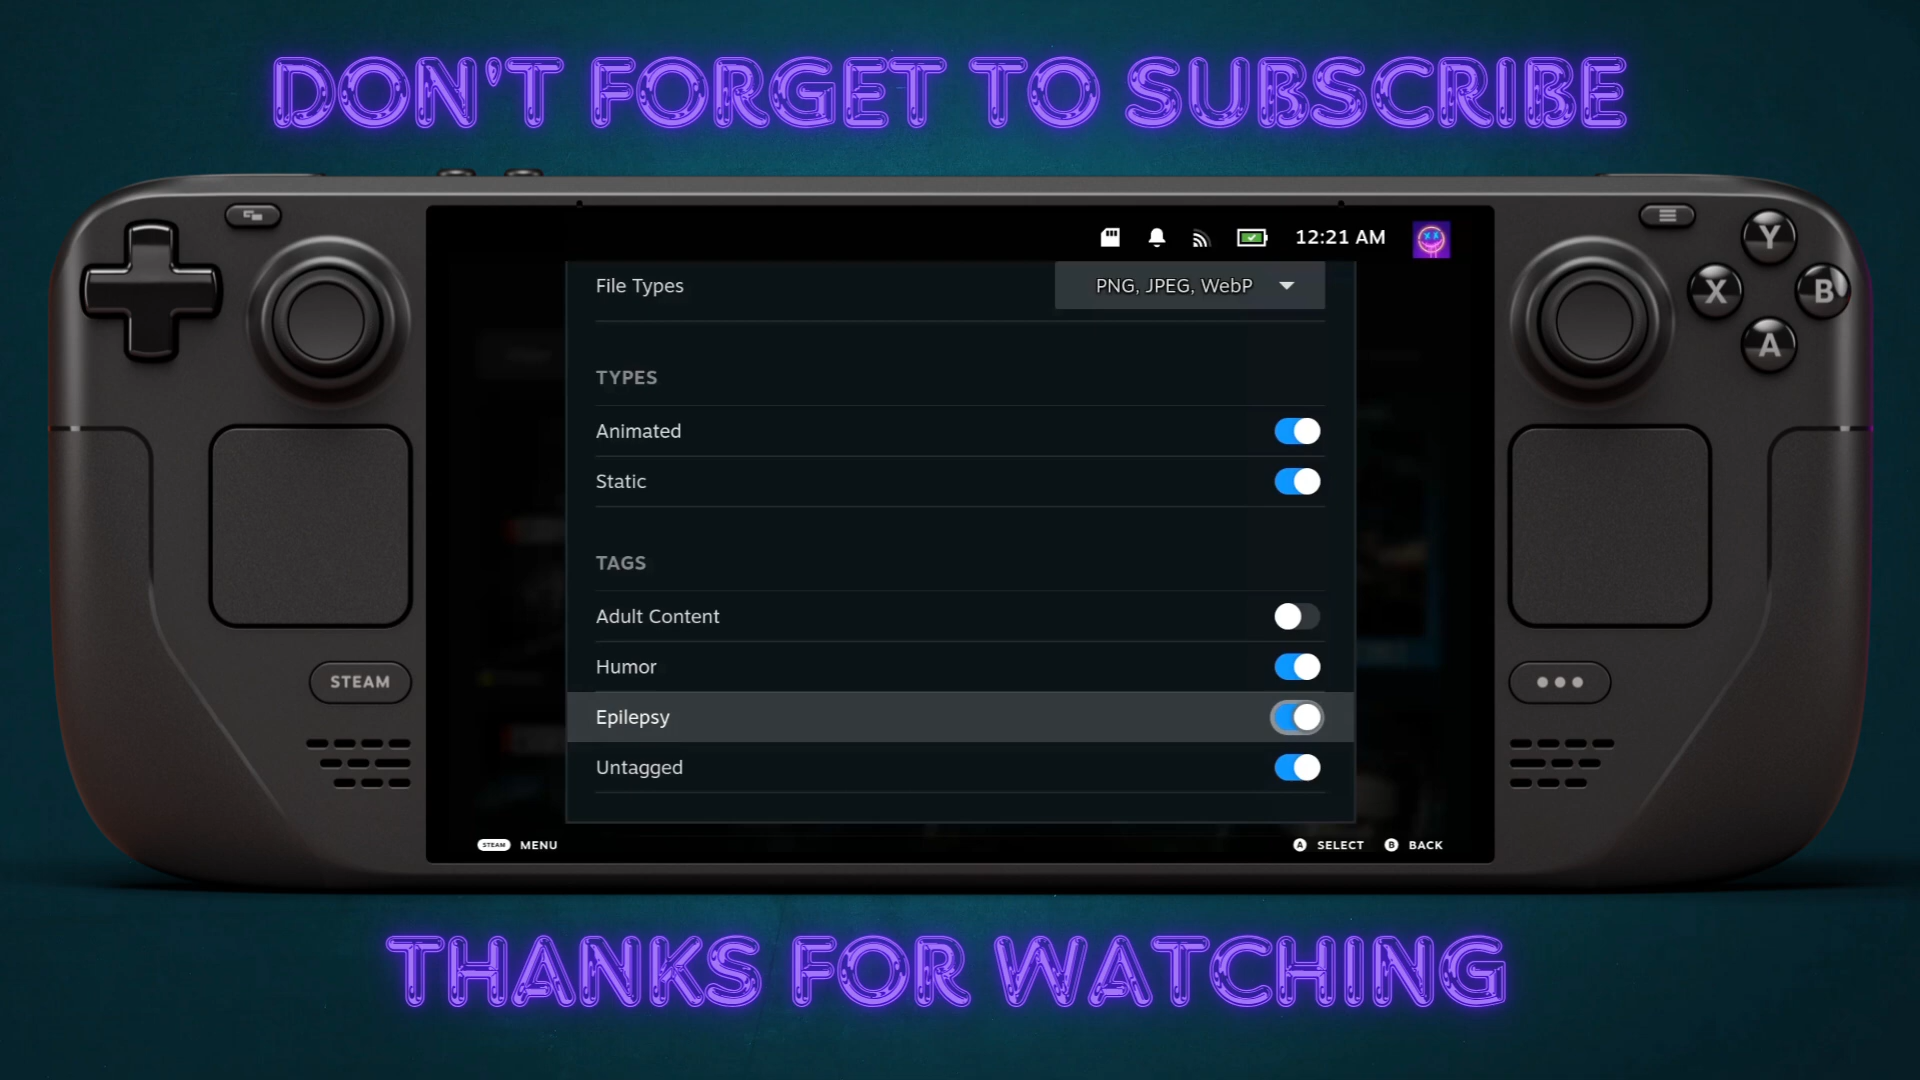 DON'T FORGET TO SUBSCRIBE
12:21 AM
File Types PNG, JPEG, WebP
TYPES
Animated
Static
TAGS
Adult Content
Humor
Epilepsy
Untagged
STEAM MENU A SELECT B BACK
Y
X B
A
STEAM
THANKS FOR WATCHING